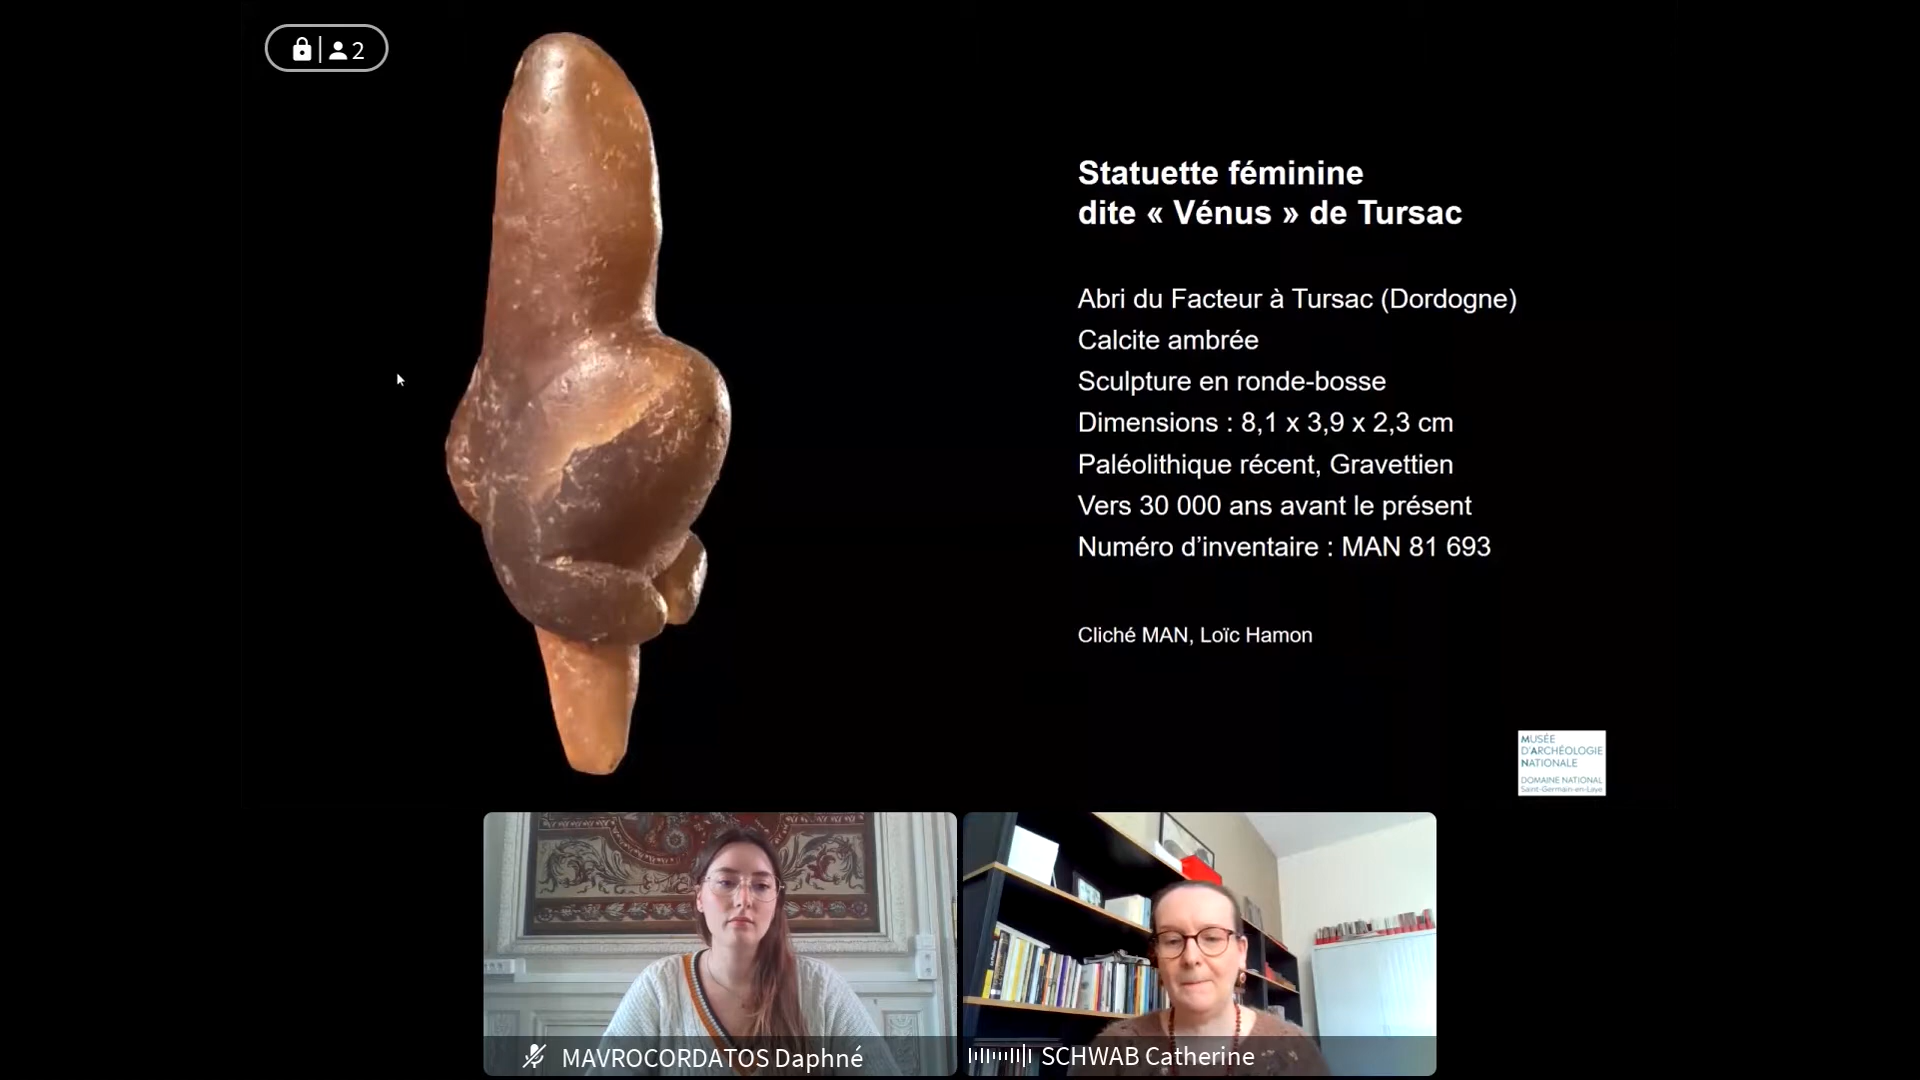 2
Statuette féminine
dite « Vénus » de Tursac
Abri du Facteur à Tursac (Dordogne)
Calcite ambrée
Sculpture en ronde-bosse
Dimensions : 8,1 x 3,9 x 2,3 cm
Paléolithique récent, Gravettien
Vers 30 000 ans avant le présent
Numéro d’inventaire : MAN 81 693
Cliché MAN, Loïc Hamon
MUSÉE
D'ARCHÉOLOGIE
NATIONALE
DOMAINE NATIONAL
Saint-Germain-en-Laye
MAVROCORDATOS Daphné
SCHWAB Catherine